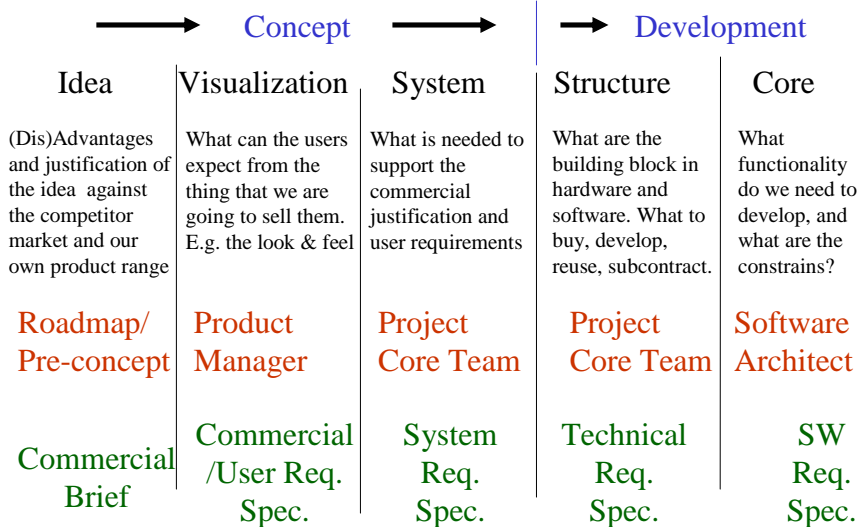 Concept
Development
Idea
Visualization
System
Structure
Core
(Dis)Advantages
and justification of
the idea against
the competitor
market and our
own product range
What can the users
expect from the
thing that we are
going to sell them.
E.g. the look & feel
What is needed to
support the
commercial
justification and
user requirements
What are the
building block in
hardware and
software. What to
buy, develop,
reuse, subcontract.
What
functionality
do we need to
develop, and
what are the
constrains?
Roadmap/
Pre-concept
Product
Manager
Project
Core Team
Project
Core Team
Software
Architect
Commercial
Brief
Commercial
/User Req.
Spec.
System
Req.
Spec.
Technical
Req.
Spec.
SW
Req.
Spec.